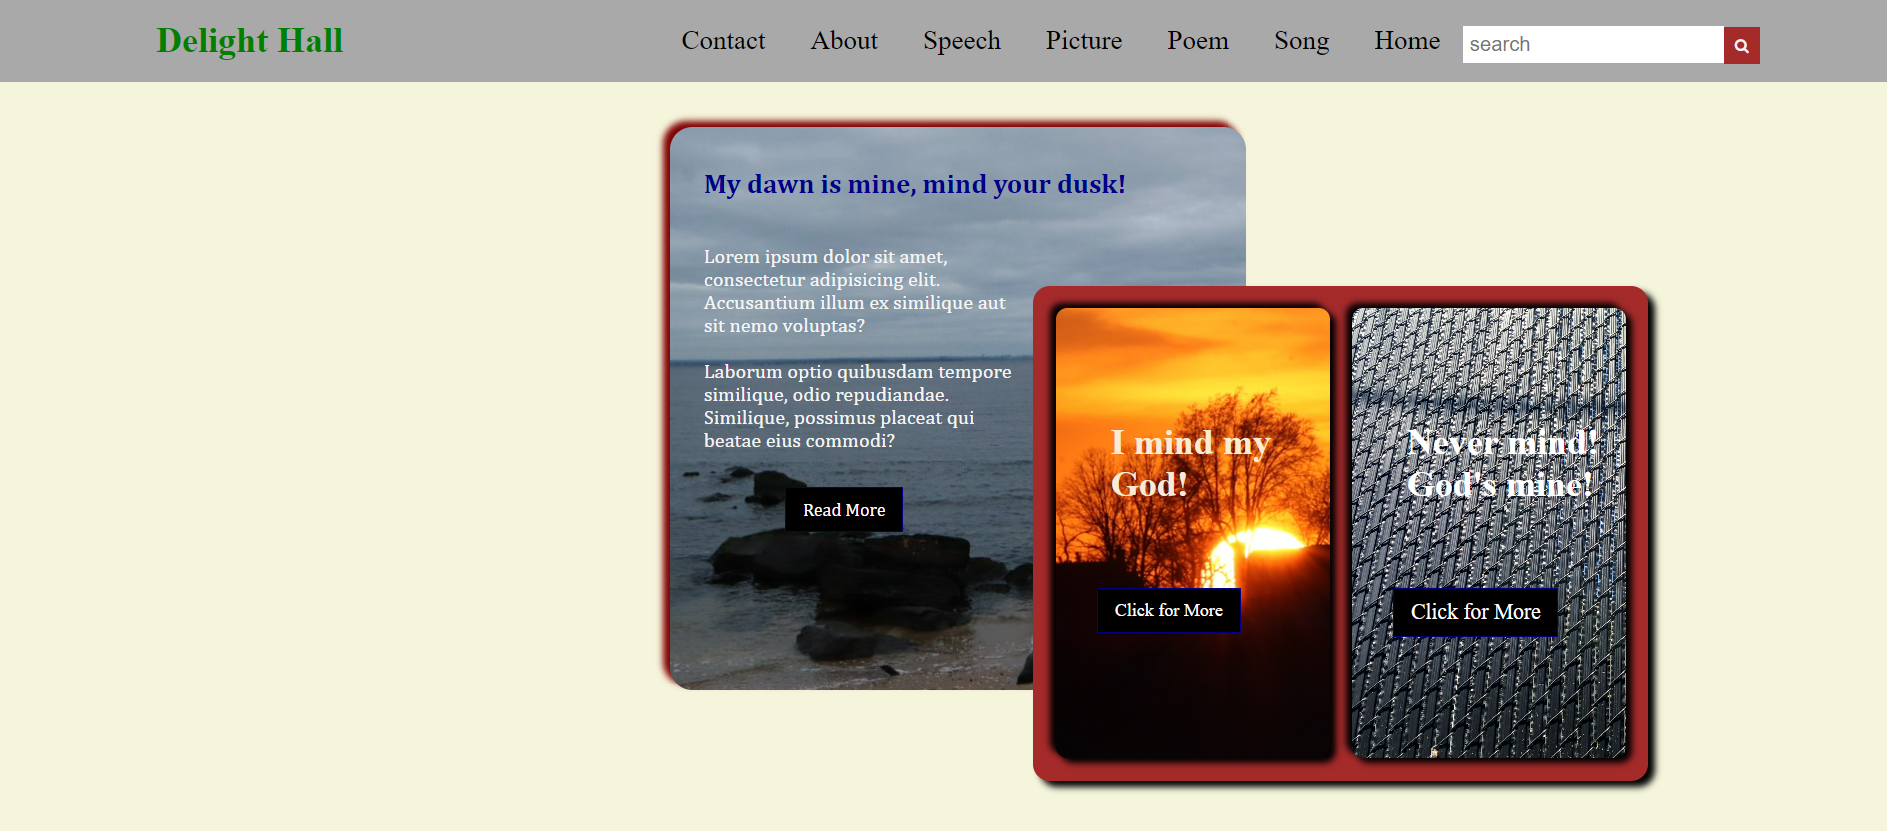 Delight Hall
Contact About Speech Picture Poem Song Home search
My dawn is mine, mind your dusk!
Lorem ipsum dolor sit amet,
consectetur adipisicing elit.
Accusantium illum ex similique aut
sit nemo voluptas?
Laborum optio quibusdam tempore
similique, odio repudiandae.
Similique, possimus placeat qui
beatae eius commodi?
Read More
I mind my
God!
Click for More
Never mind!
God's mine!
Click for More